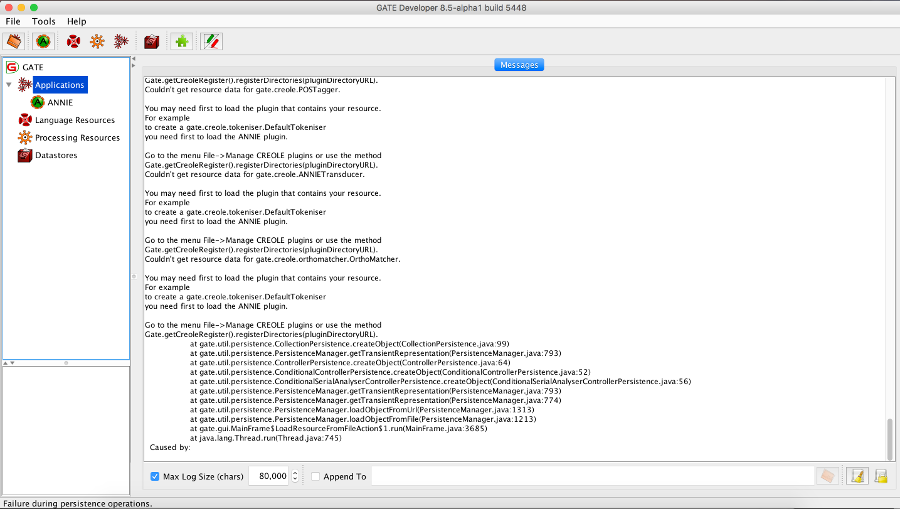 GATE Developer 8.5-alpha1 build 5448
File Tools Help
GATE
Applications
ANNIE
Language Resources
Processing Resources
Datastores
Messages
Gate.getCreoleRegister().registerDirectories(pluginDirectoryURL).
Couldn't get resource data for gate.creole.POSTagger.
You may need first to load the plugin that contains your resource.
For example
to create a gate.creole.tokeniser.DefaultTokeniser
you need first to load the ANNIE plugin.
Go to the menu File->Manage CREOLE plugins or use the method
Gate.getCreoleRegister().registerDirectories(pluginDirectoryURL).
Couldn't get resource data for gate.creole.ANNIETransducer.
You may need first to load the plugin that contains your resource.
For example
to create a gate.creole.tokeniser.DefaultTokeniser
you need first to load the ANNIE plugin.
Go to the menu File->Manage CREOLE plugins or use the method
Gate.getCreoleRegister().registerDirectories(pluginDirectoryURL).
Couldn't get resource data for gate.creole.orthomatcher.OrthoMatcher.
You may need first to load the plugin that contains your resource.
For example
to create a gate.creole.tokeniser.DefaultTokeniser
you need first to load the ANNIE plugin.
Go to the menu File->Manage CREOLE plugins or use the method
Gate.getCreoleRegister().registerDirectories(pluginDirectoryURL).
at gate.util.persistence.CollectionPersistence.createObject(CollectionPersistence.java:99)
at gate.util.persistence.PersistenceManager.getTransientRepresentation(PersistenceManager.java:793)
at gate.util.persistence.ControllerPersistence.createObject(ControllerPersistence.java:64)
at gate.util.persistence.ConditionalControllerPersistence.createObject(ConditionalControllerPersistence.java:52)
at gate.util.persistence.ConditionalSerialAnalyserControllerPersistence.createObject(ConditionalSerialAnalyserControllerPersistence.java:56)
at gate.util.persistence.PersistenceManager.getTransientRepresentation(PersistenceManager.java:793)
at gate.util.persistence.PersistenceManager.getTransientRepresentation(PersistenceManager.java:774)
at gate.util.persistence.PersistenceManager.loadObjectFromUrl(PersistenceManager.java:1313)
at gate.util.persistence.PersistenceManager.loadObjectFromFile(PersistenceManager.java:1213)
at gate.gui.MainFrame$LoadResourceFromFileAction$1.run(MainFrame.java:3685)
at java.lang.Thread.run(Thread.java:745)
Caused by:
Max Log Size (chars) 80,000 Append To
Failure during persistence operations.